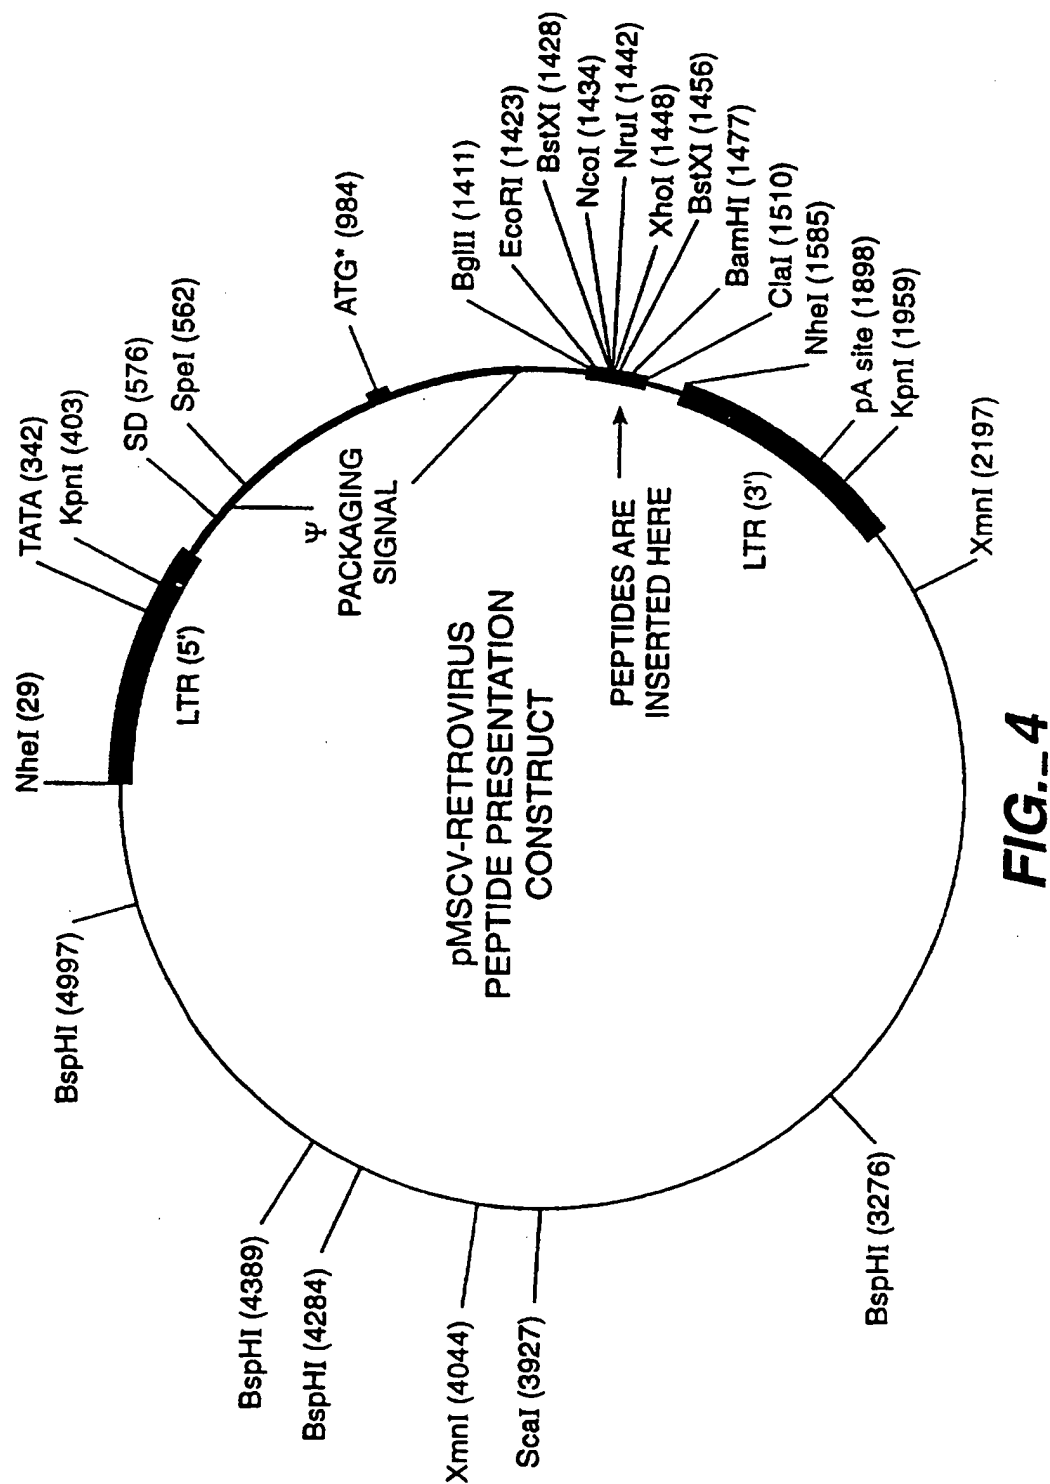 NheI (29)
TATA (342)
KpnI (403)
SD (576)
SpeI (562)
ATG* (984)
BglII (1411)
EcoRI (1423)
BstXI (1428)
NcoI (1434)
NruI (1442)
XhoI (1448)
BstXI (1456)
BamHI (1477)
ClaI (1510)
NheI (1585)
pA site (1898)
KpnI (1959)
XmnI (2197)
BspHI (3276)
ScaI (3927)
XmnI (4044)
BspHI (4284)
BspHI (4389)
BspHI (4997)
LTR (5')
Ψ
PACKAGING
SIGNAL
PEPTIDES ARE
INSERTED HERE
LTR (3')
pMSCV-RETROVIRUS
PEPTIDE PRESENTATION
CONSTRUCT
FIG._4